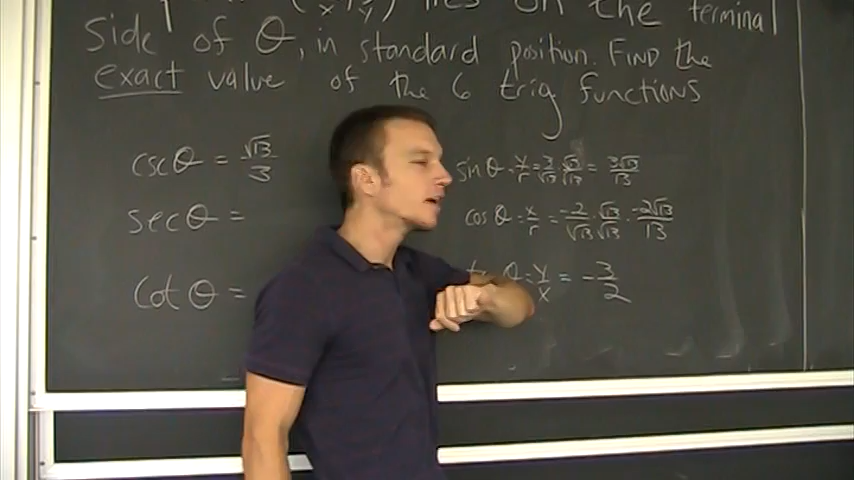 lies on the terminal
side of θ, in standard position. Find the
exact value of the 6 trig functions
csc θ = √13/3
sec θ =
cot θ =
sin θ = y/r = 3/√13 √13/√13 = 3√13/13
cos θ = x/r = -2/√13 · √13/√13 = -2√13/13
θ = y/x = -3/2